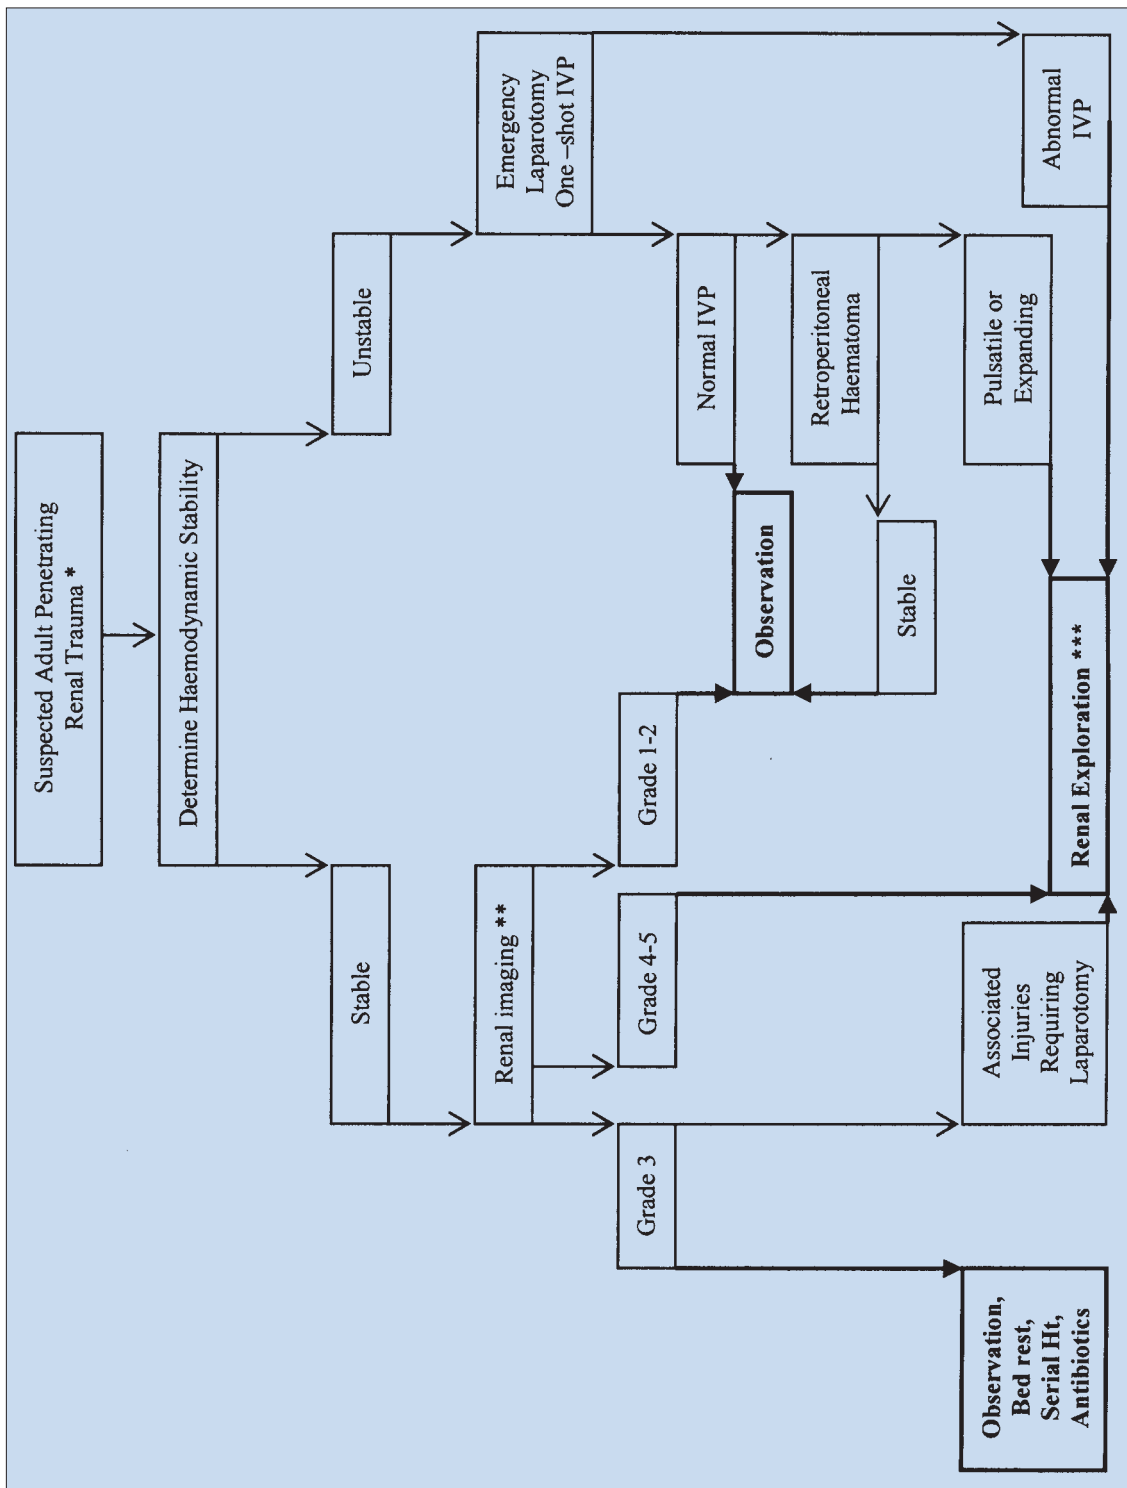 Suspected Adult Penetrating
Renal Trauma *
Determine Haemodynamic Stability
Stable
Unstable
Renal imaging **
Emergency
Laparotomy
One –shot IVP
Grade 3
Grade 4-5
Grade 1-2
Normal IVP
Observation
Retroperitoneal
Haematoma
Stable
Associated
Injuries
Requiring
Laparotomy
Pulsatile or
Expanding
Abnormal
IVP
Observation,
Bed rest,
Serial Ht,
Antibiotics
Renal Exploration ***